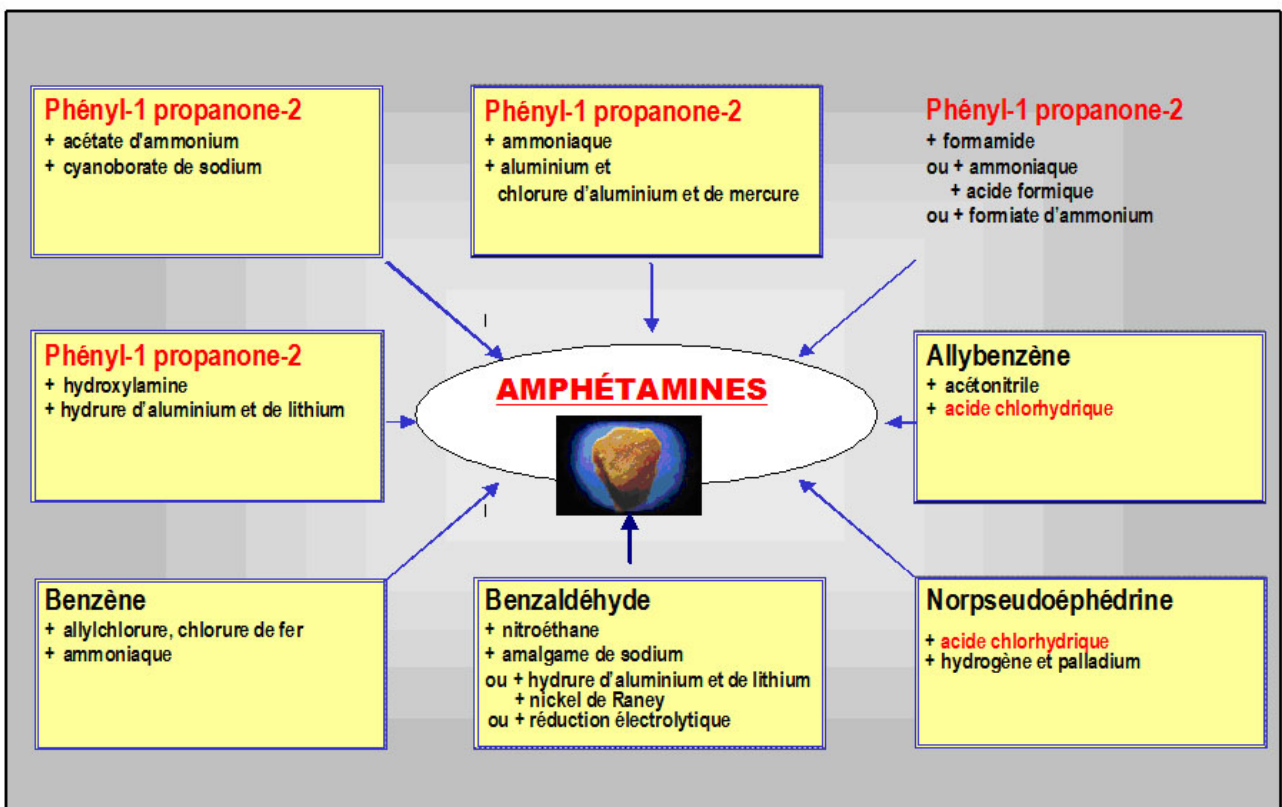 Phényl-1 propanone-2
+ acétate d'ammonium
+ cyanoborate de sodium
Phényl-1 propanone-2
+ ammoniaque
+ aluminium et
chlorure d'aluminium et de mercure
Phényl-1 propanone-2
+ formamide
ou + ammoniaque
+ acide formique
ou + formiate d'ammonium
Phényl-1 propanone-2
+ hydroxylamine
+ hydrure d'aluminium et de lithium
AMPHÉTAMINES
Allybenzène
+ acétonitrile
+ acide chlorhydrique
Benzène
+ allylchlorure, chlorure de fer
+ ammoniaque
Benzaldéhyde
+ nitroéthane
+ amalgame de sodium
ou + hydrure d'aluminium et de lithium
+ nickel de Raney
ou + réduction électrolytique
Norpseudoéphédrine
+ acide chlorhydrique
+ hydrogène et palladium